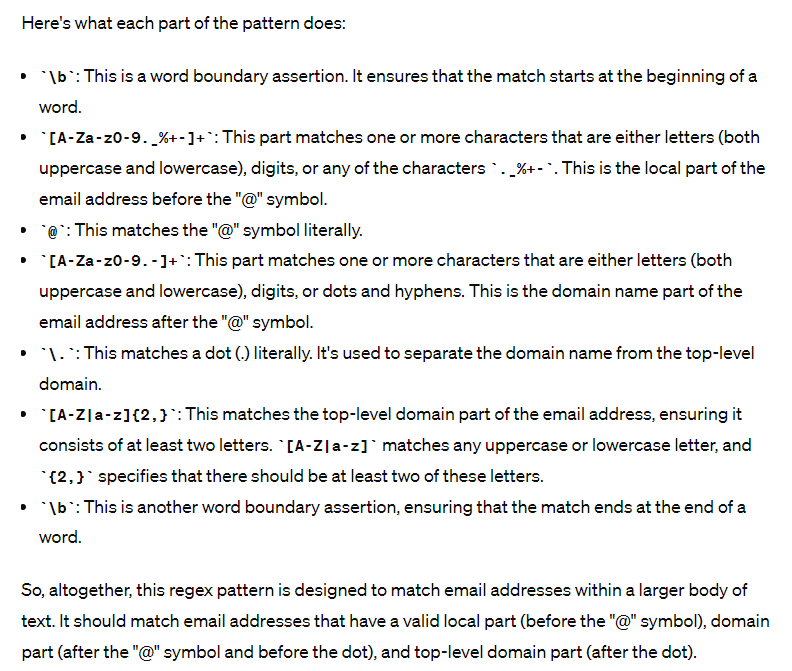 Here's what each part of the pattern does:
• `\b`: This is a word boundary assertion. It ensures that the match starts at the beginning of a
word.
• `[A-Za-z0-9._%+-]+`: This part matches one or more characters that are either letters (both
uppercase and lowercase), digits, or any of the characters `._%+-`. This is the local part of the
email address before the "@" symbol.
• `@`: This matches the "@" symbol literally.
• `[A-Za-z0-9.-]+`: This part matches one or more characters that are either letters (both
uppercase and lowercase), digits, or dots and hyphens. This is the domain name part of the
email address after the "@" symbol.
• `\.`: This matches a dot (.) literally. It's used to separate the domain name from the top-level
domain.
• `[A-Z|a-z]{2,}`: This matches the top-level domain part of the email address, ensuring it
consists of at least two letters. `[A-Z|a-z]` matches any uppercase or lowercase letter, and
`{2,}` specifies that there should be at least two of these letters.
• `\b`: This is another word boundary assertion, ensuring that the match ends at the end of a
word.
So, altogether, this regex pattern is designed to match email addresses within a larger body of
text. It should match email addresses that have a valid local part (before the "@" symbol), domain
part (after the "@" symbol and before the dot), and top-level domain part (after the dot).